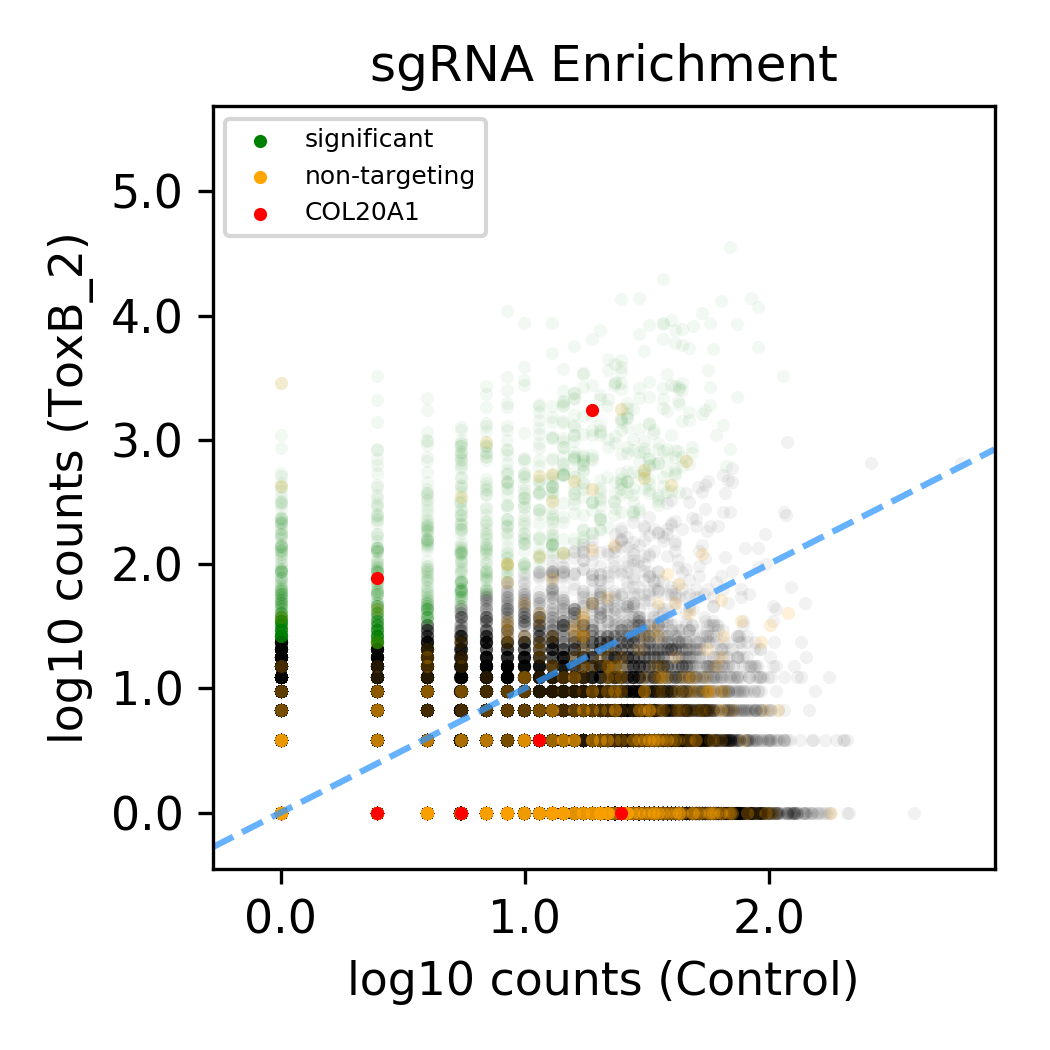 sgRNA Enrichment
significant
non-targeting
COL20A1
5.0
4.0
3.0
2.0
1.0
0.0
log10 counts (ToxB_2)
0.0 1.0 2.0
log10 counts (Control)